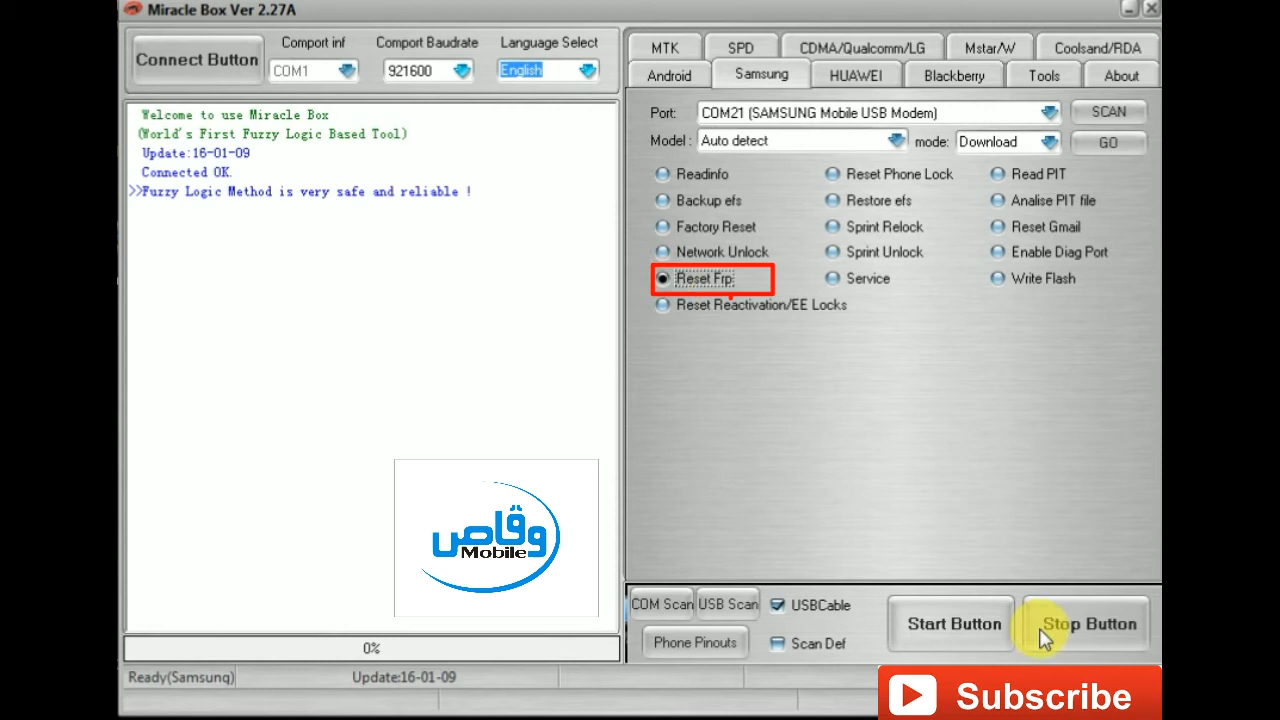 Miracle Box Ver 2.27A
Connect Button
Comport inf
Comport Baudrate
Language Select
COM1
921600
English
Welcome to use Miracle Box
(World's First Fuzzy Logic Based Tool)
Update:16-01-09
Connected OK.
>>Fuzzy Logic Method is very safe and reliable !
وقاص
Mobile
0%
MTK
SPD
CDMA/Qualcomm/LG
Mstar/W
Coolsand/RDA
Android
Samsung
HUAWEI
Blackberry
Tools
About
Port:
COM21 (SAMSUNG Mobile USB Modem)
SCAN
Model :
Auto detect
mode:
Download
GO
Readinfo
Reset Phone Lock
Read PIT
Backup efs
Restore efs
Analise PIT file
Factory Reset
Sprint Relock
Reset Gmail
Network Unlock
Sprint Unlock
Enable Diag Port
Reset Frp
Service
Write Flash
Reset Reactivation/EE Locks
COM Scan
USB Scan
USBCable
Phone Pinouts
Scan Def
Start Button
Stop Button
Ready(Samsung)
Update:16-01-09
Subscribe